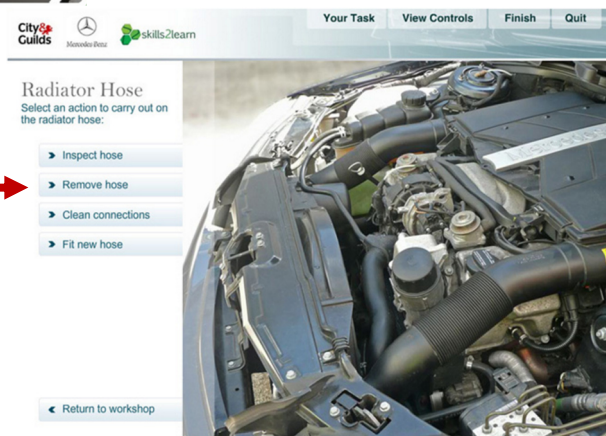 Your Task View Controls Finish Quit
City&
Guilds
Mercedes-Benz
skills2learn
Radiator Hose
Select an action to carry out on
the radiator hose:
Inspect hose
Remove hose
Clean connections
Fit new hose
Return to workshop